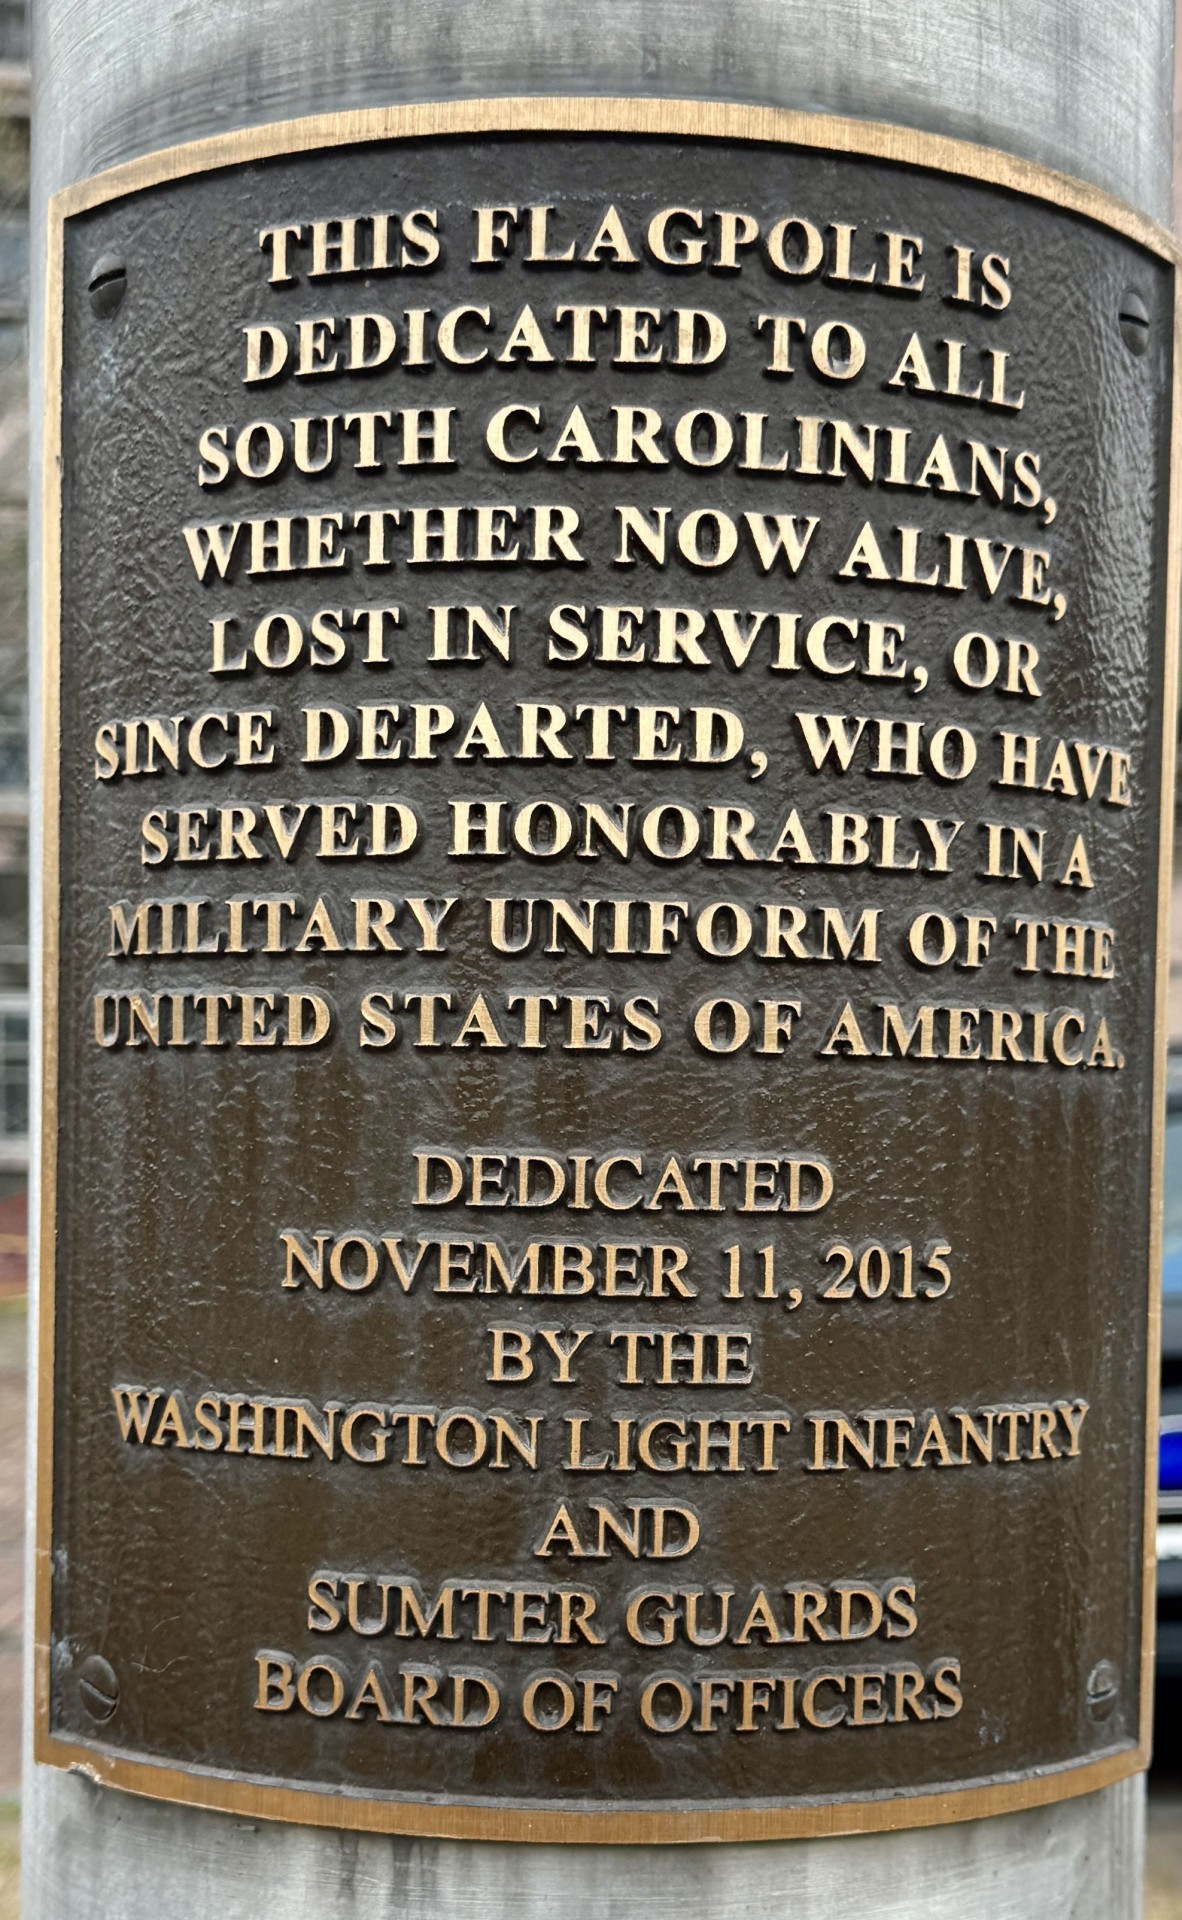 THIS FLAGPOLE IS
DEDICATED TO ALL
SOUTH CAROLINIANS,
WHETHER NOW ALIVE,
LOST IN SERVICE, OR
SINCE DEPARTED, WHO HAVE
SERVED HONORABLY IN A
MILITARY UNIFORM OF THE
UNITED STATES OF AMERICA.
DEDICATED
NOVEMBER 11, 2015
BY THE
WASHINGTON LIGHT INFANTRY
AND
SUMTER GUARDS
BOARD OF OFFICERS